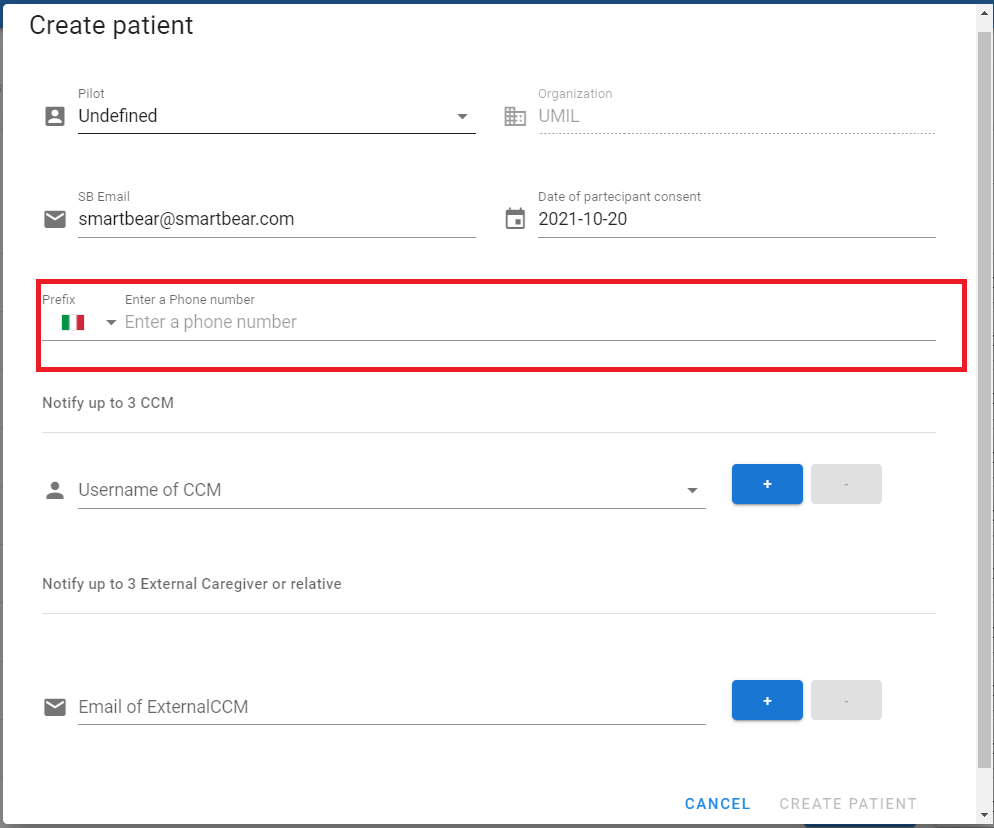 Create patient
Pilot
Undefined
Organization
UMIL
SB Email
smartbear@smartbear.com
Date of partecipant consent
2021-10-20
Prefix
Enter a Phone number
Enter a phone number
Notify up to 3 CCM
Username of CCM
+
-
Notify up to 3 External Caregiver or relative
Email of ExternalCCM
+
-
CANCEL
CREATE PATIENT